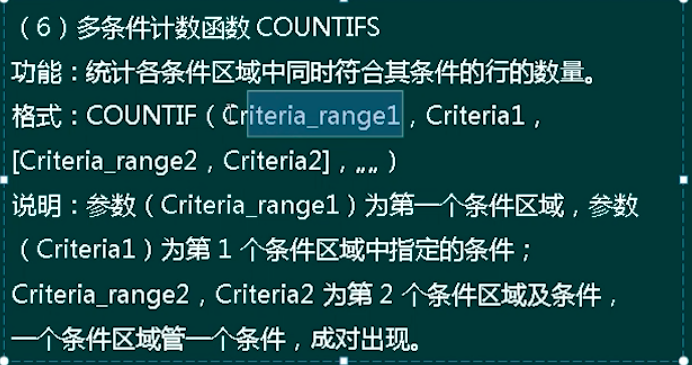 （6）多条件计数函数 COUNTIFS
功能：统计各条件区域中同时符合其条件的行的数量。
格式：COUNTIF（Criteria_range1，Criteria1，
[Criteria_range2，Criteria2]，„„）
说明：参数（Criteria_range1）为第一个条件区域，参数
（Criteria1）为第 1 个条件区域中指定的条件；
Criteria_range2，Criteria2 为第 2 个条件区域及条件，
一个条件区域管一个条件，成对出现。